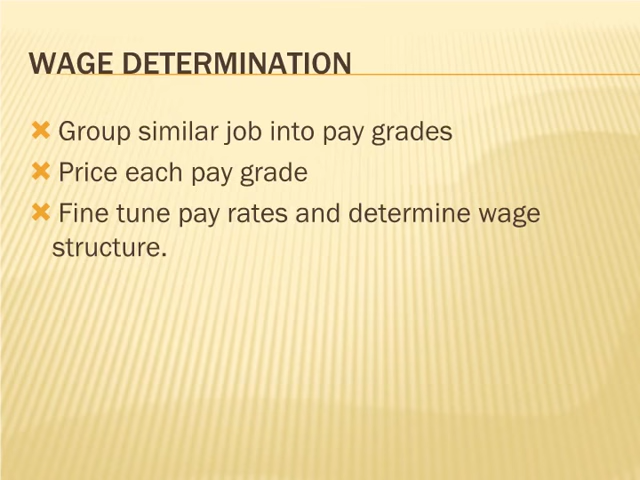 WAGE DETERMINATION
Group similar job into pay grades
Price each pay grade
Fine tune pay rates and determine wage
structure.